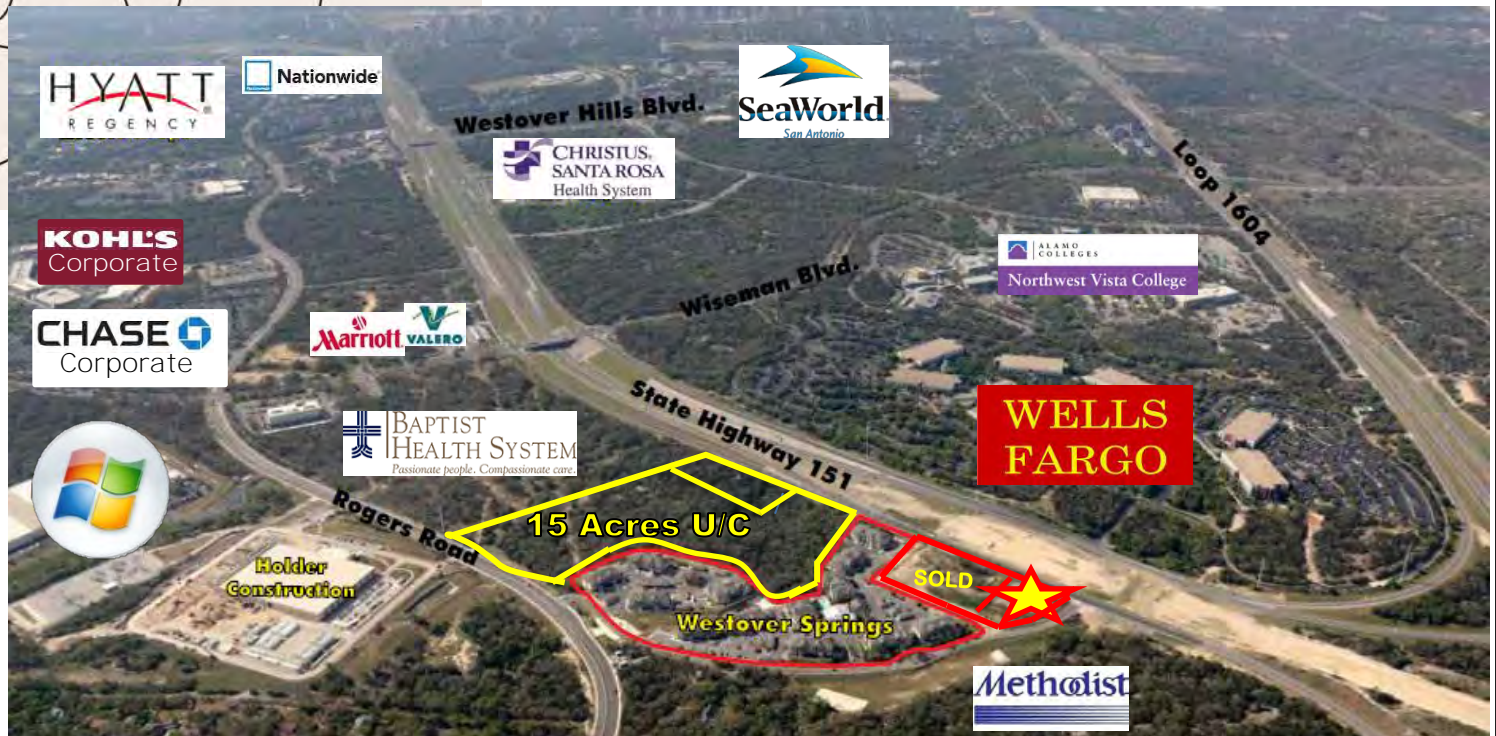 HYATT
REGENCY
Nationwide
Westover Hills Blvd.
SeaWorld
San Antonio
CHRISTUS.
SANTA ROSA
Health System
Loop 1604
KOHL'S
Corporate
ALAMO
COLLEGES
Northwest Vista College
Wiseman Blvd.
CHASE
Corporate
Marriott
VALERO
State Highway 151
WELLS
FARGO
BAPTIST
HEALTH SYSTEM
Passionate people. Compassionate care.
15 Acres U/C
Rogers Road
Holder
Construction
SOLD
Westover Springs
Methodist